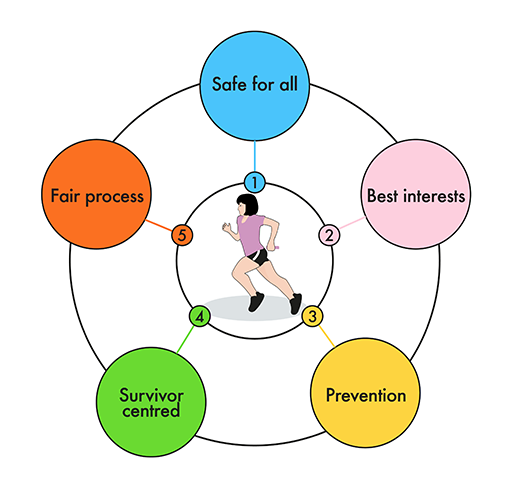 Safe for all
1
Best interests
2
Prevention
3
Survivor
centred
4
Fair process
5